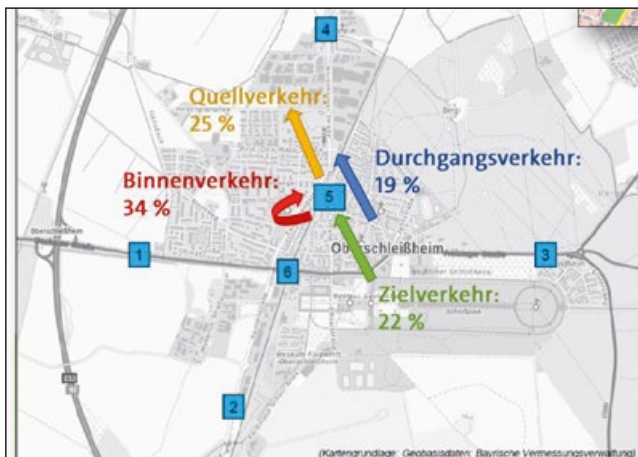 4
Quellverkehr:
25 %
Durchgangsverkehr:
19 %
Binnenverkehr:
34 %
5
Oberschleißheim
Oberschleißheim
1
6
3
Zielverkehr:
22 %
2
(Kartengrundlage: Geobasisdaten: Bayrische Vermessungsverwaltung)